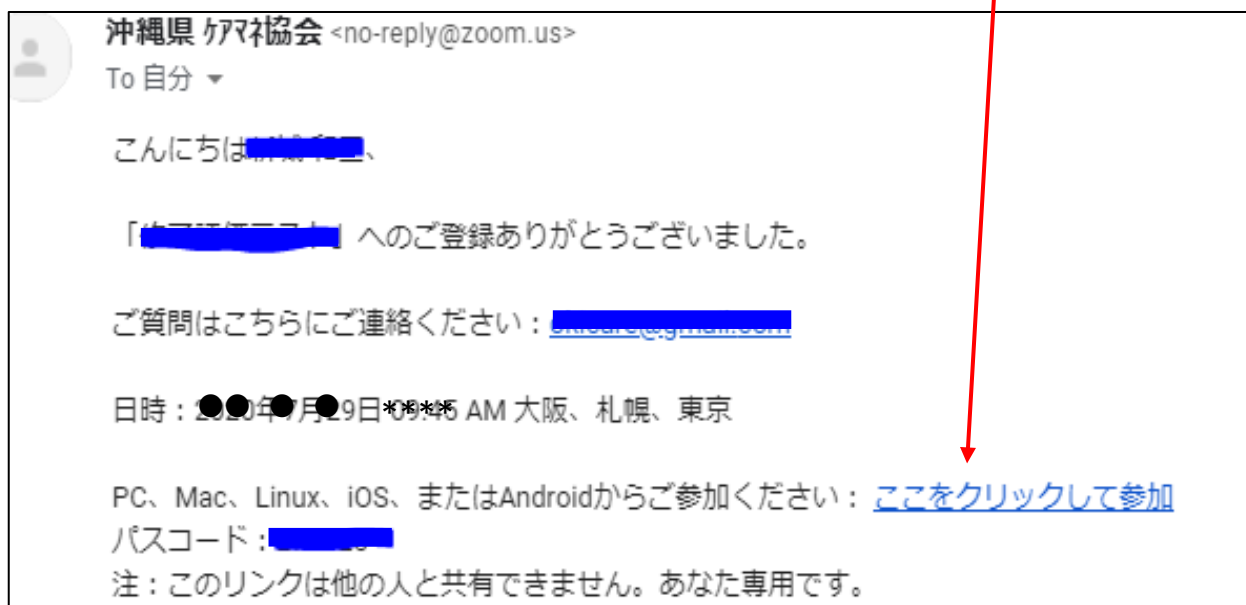 沖縄県 ｹｱﾏﾈ協会 <no-reply@zoom.us>
To 自分
こんにちは、
「」へのご登録ありがとうございました。
ご質問はこちらにご連絡ください：
日時：年月9日**** AM 大阪、札幌、東京
PC、Mac、Linux、iOS、またはAndroidからご参加ください： ここをクリックして参加
パスコード：
注：このリンクは他の人と共有できません。あなた専用です。